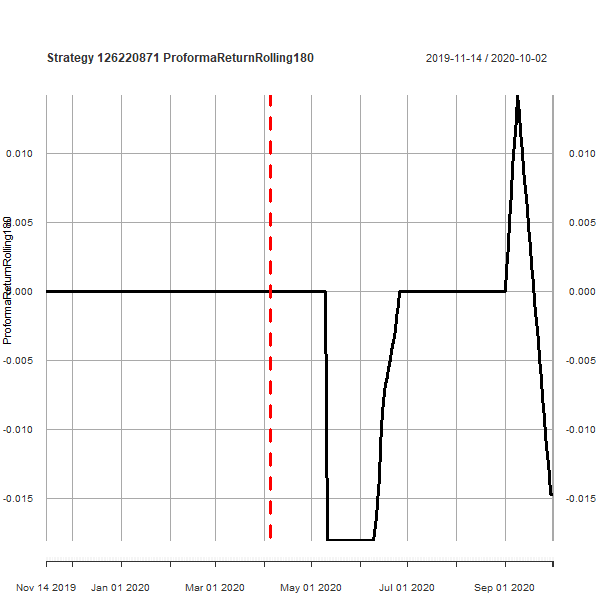 Strategy 126220871 ProformaReturnRolling180
2019-11-14 / 2020-10-02
0.010 0.010
0.005 0.005
0.000 0.000
-0.005 -0.005
-0.010 -0.010
-0.015 -0.015
ProformaReturnRolling180
Nov 14 2019 Jan 01 2020 Mar 01 2020 May 01 2020 Jul 01 2020 Sep 01 2020